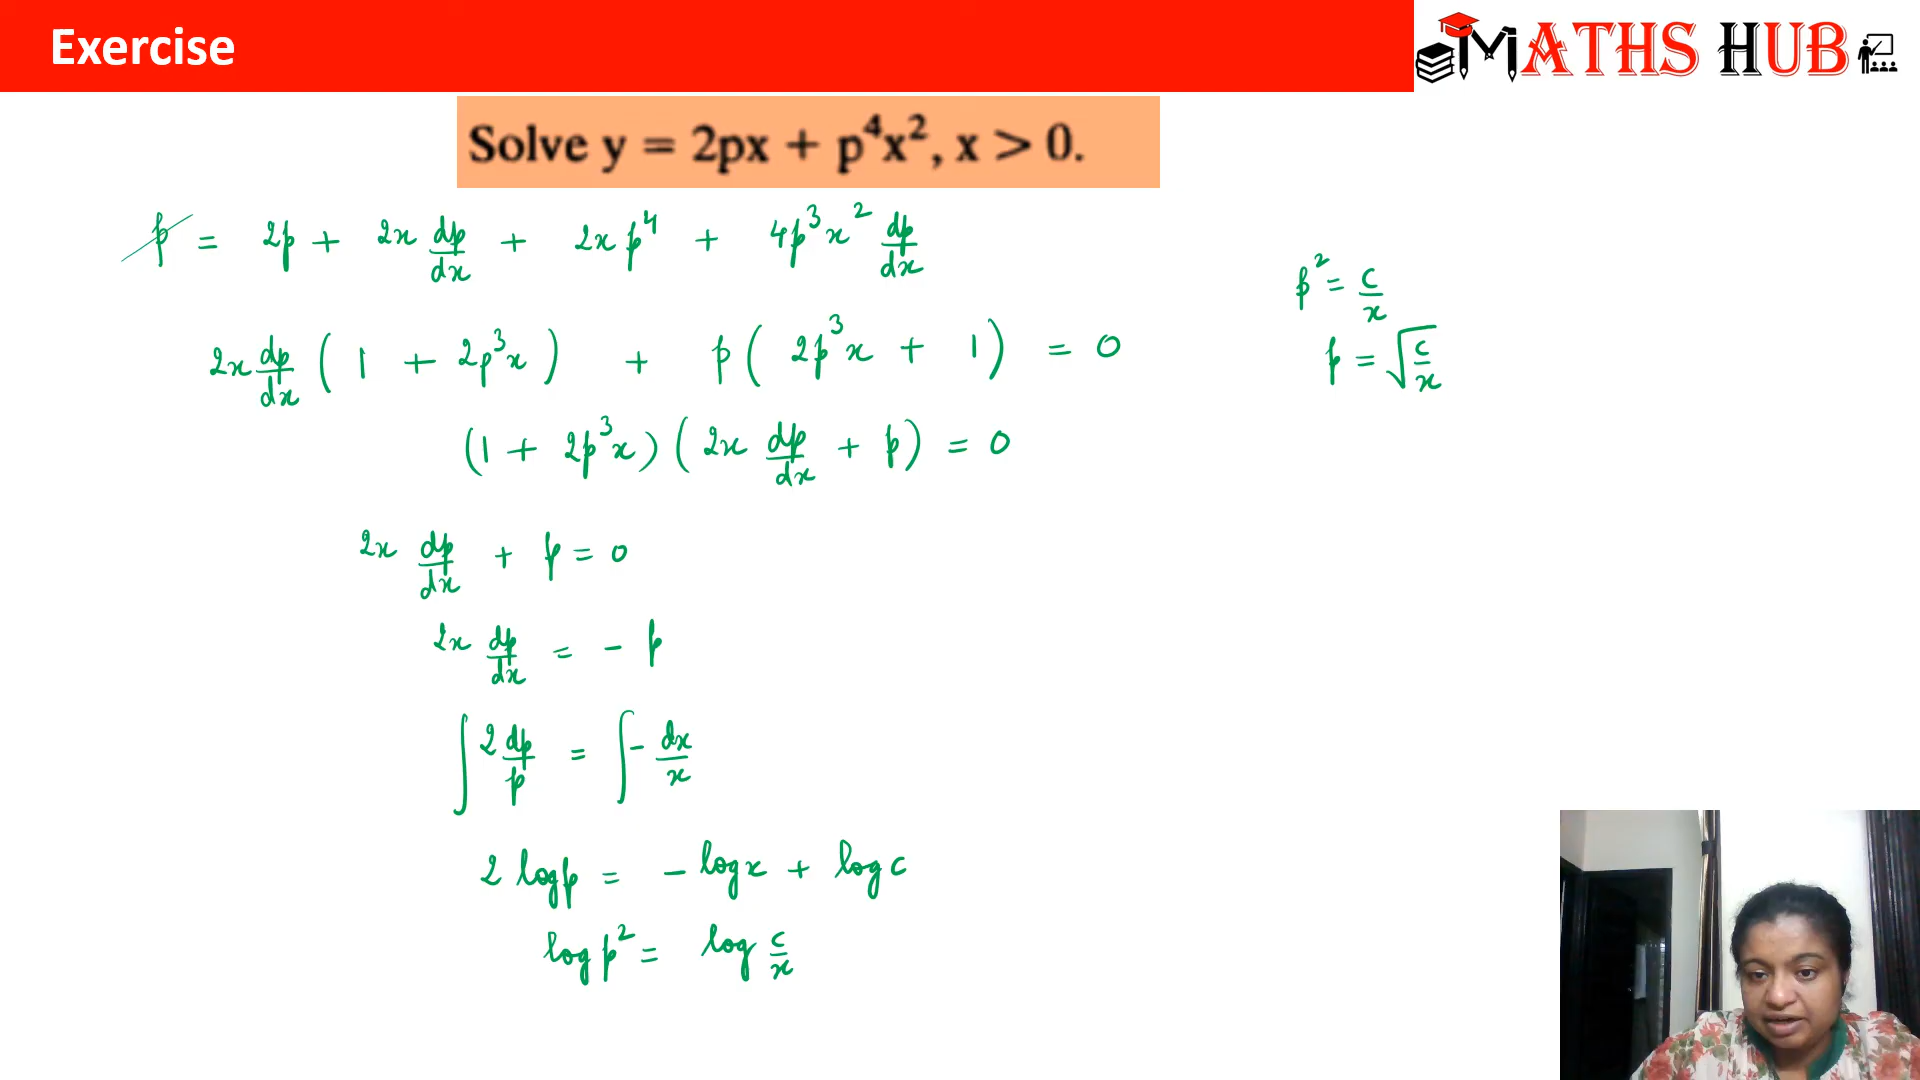 Exercise
MATHS HUB
Solve y = 2px + p⁴x², x > 0.
p = 2p + 2x dp/dx + 2xp⁴ + 4p³x² dp/dx
2x dp/dx (1 + 2p³x) + p(2p³x + 1) = 0
(1 + 2p³x)(2x dp/dx + p) = 0
2x dp/dx + p = 0
2x dp/dx = - p
∫ 2 dp/p = ∫ - dx/x
2 log p = - log x + log c
log p² = log c/x
p² = c/x
p = √(c/x)